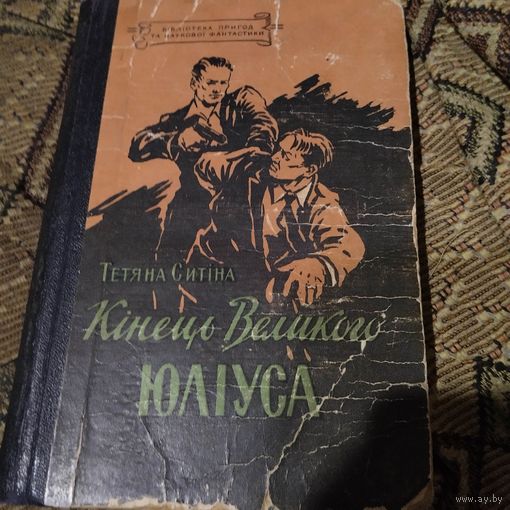 БІБЛІОТЕКА ПРИГОД
ТА НАУКОВОЇ ФАНТАСТИКИ
ТЕТЯНА СИТІНА
Кінець Великого
ЮЛІУСА
© www.ay.by